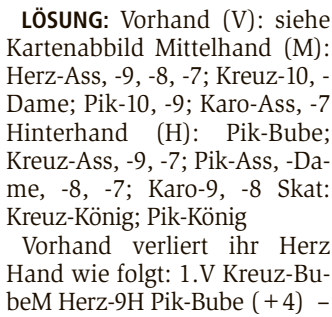 LÖSUNG: Vorhand (V): siehe
Kartenabbild Mittelhand (M):
Herz-Ass, -9, -8, -7; Kreuz-10, -
Dame; Pik-10, -9; Karo-Ass, -7
Hinterhand (H): Pik-Bube;
Kreuz-Ass, -9, -7; Pik-Ass, -Da-
me, -8, -7; Karo-9, -8 Skat:
Kreuz-König; Pik-König
Vorhand verliert ihr Herz
Hand wie folgt: 1.V Kreuz-Bu-
beM Herz-9H Pik-Bube (+4) –